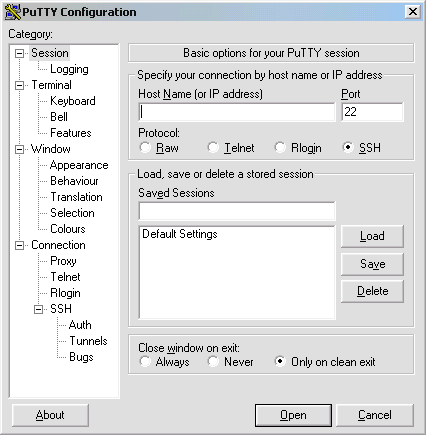 PuTTY Configuration
Category:
Session
Logging
Terminal
Keyboard
Bell
Features
Window
Appearance
Behaviour
Translation
Selection
Colours
Connection
Proxy
Telnet
Rlogin
SSH
Auth
Tunnels
Bugs
Basic options for your PuTTY session
Specify your connection by host name or IP address
Host Name (or IP address) Port
22
Protocol:
Raw Telnet Rlogin SSH
Load, save or delete a stored session
Saved Sessions
Default Settings
Load
Save
Delete
Close window on exit:
Always Never Only on clean exit
About Open Cancel